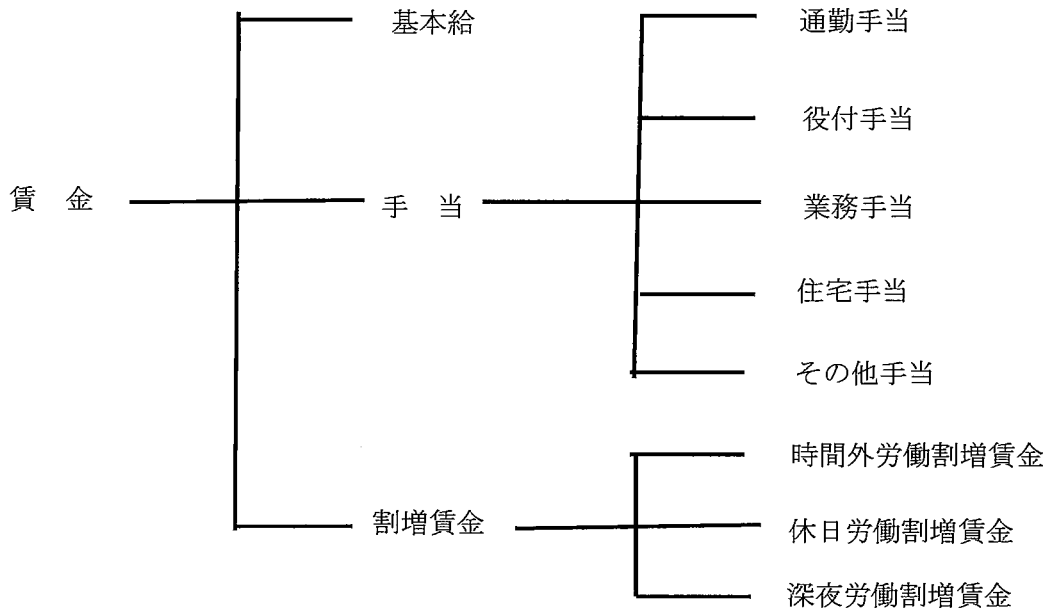 賃　金
基本給
手　当
通勤手当
役付手当
業務手当
住宅手当
その他手当
割増賃金
時間外労働割増賃金
休日労働割増賃金
深夜労働割増賃金